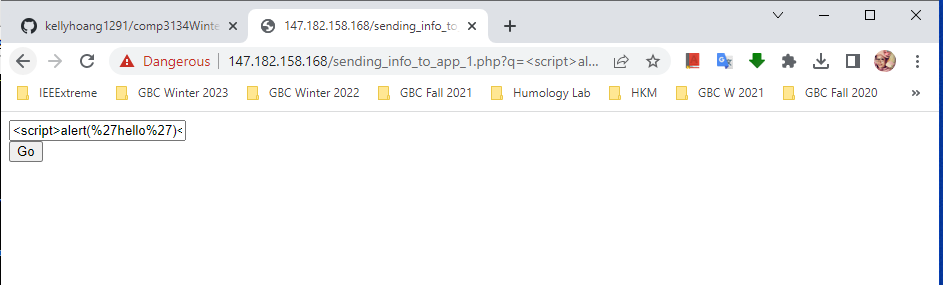 kellyhoang1291/comp3134Winte
147.182.158.168/sending_info_to_
Dangerous
147.182.158.168/sending_info_to_app_1.php?q=<script>al...
IEEExtreme
GBC Winter 2023
GBC Winter 2022
GBC Fall 2021
Humology Lab
HKM
GBC W 2021
GBC Fall 2020
»
<script>alert(%27hello%27)<
Go